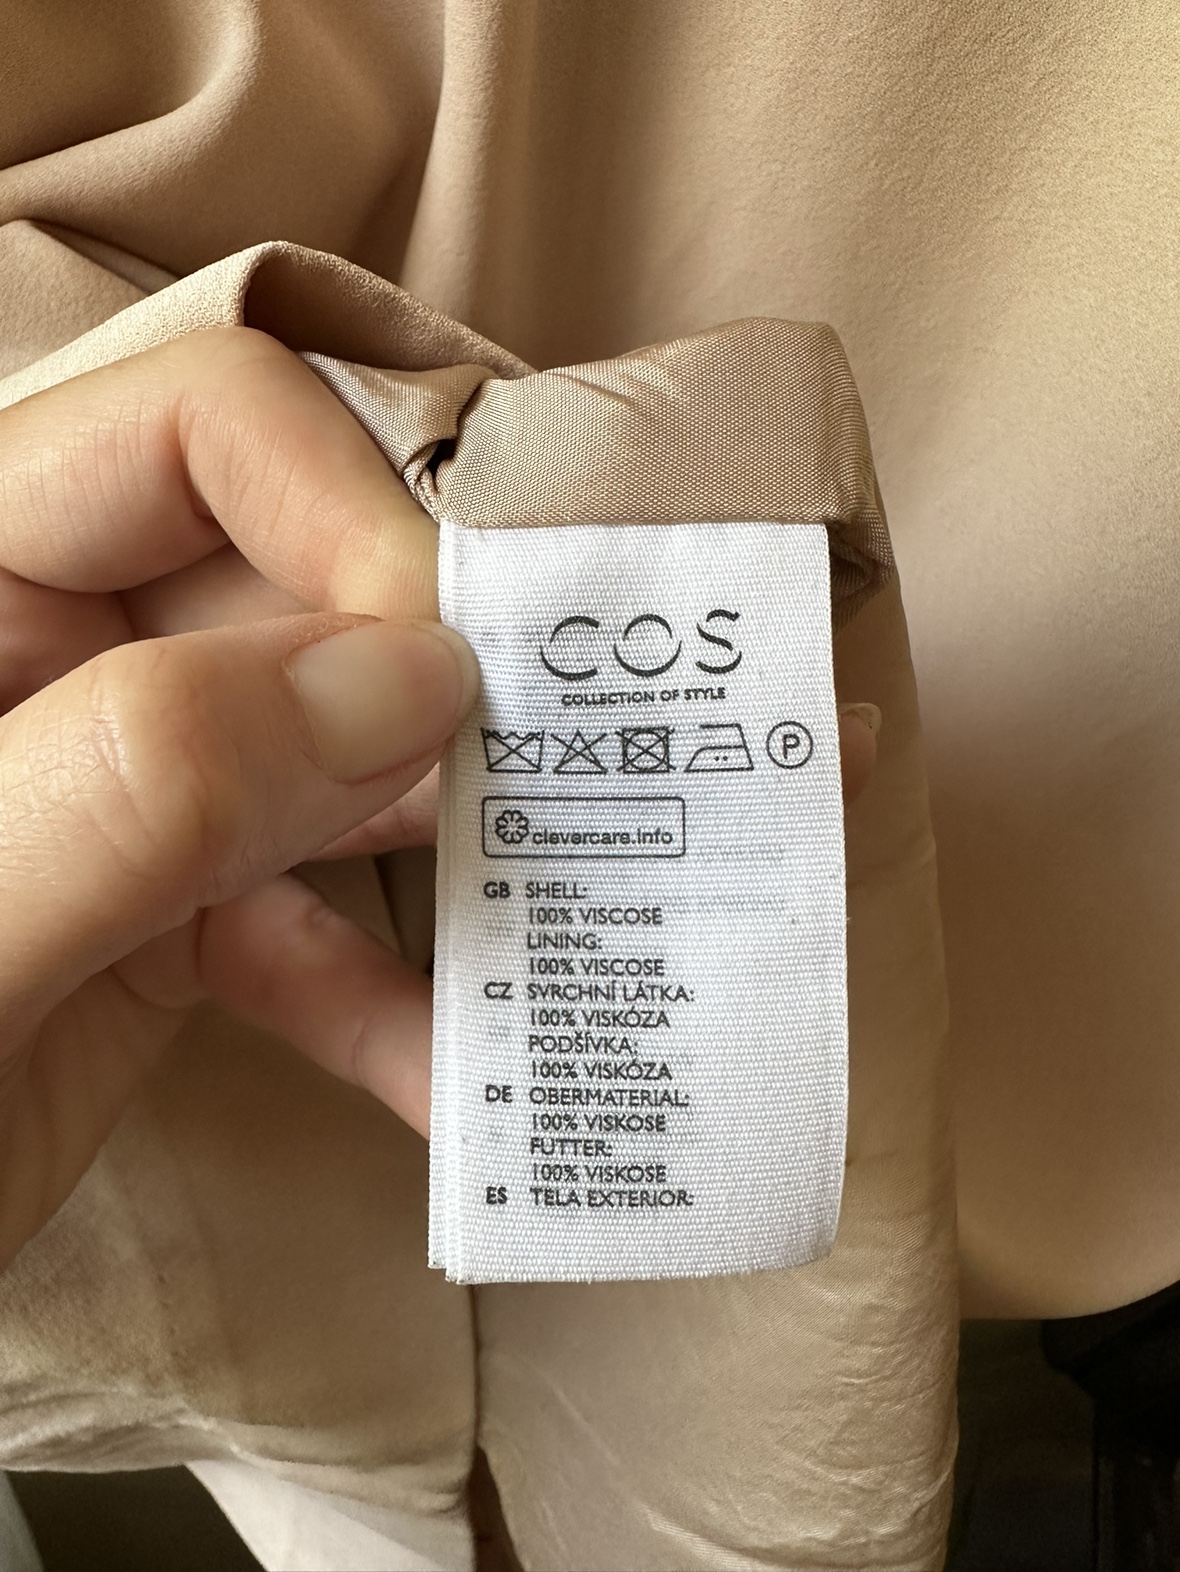 COS
COLLECTION OF STYLE
P
clevercare.info
GB SHELL:
100% VISCOSE
LINING:
100% VISCOSE
CZ SVRCHNÍ LÁTKA:
100% VISKÓZA
PODŠÍVKA:
100% VISKÓZA
DE OBERMATERIAL:
100% VISKOSE
FUTTER:
100% VISKOSE
ES TELA EXTERIOR: